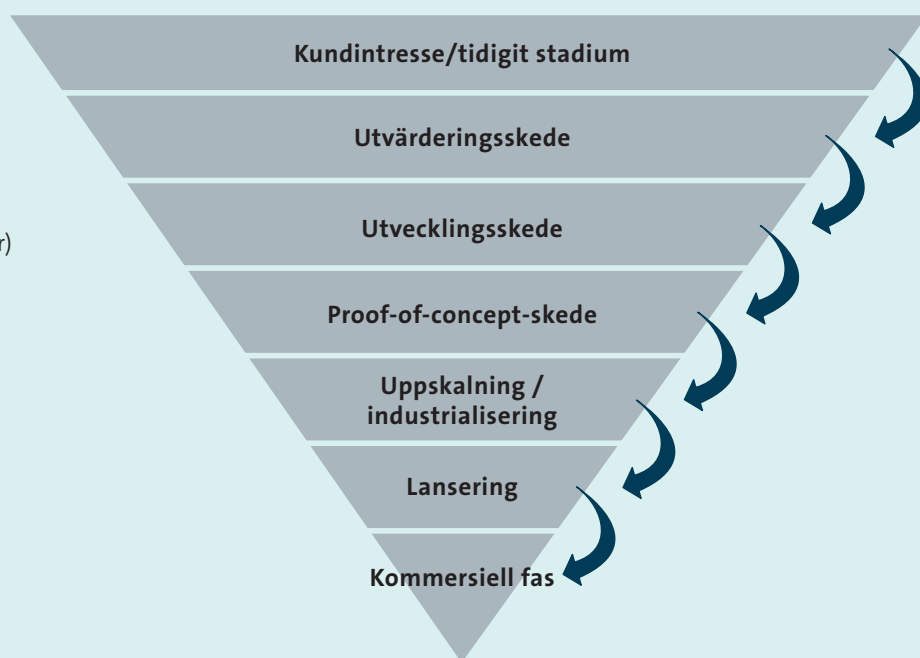 Kundintresse/tidigit stadium
Utvärderingsskede
Utvecklingsskede
r)
Proof-of-concept-skede
Uppskalning /
industrialisering
Lansering
Kommersiell fas